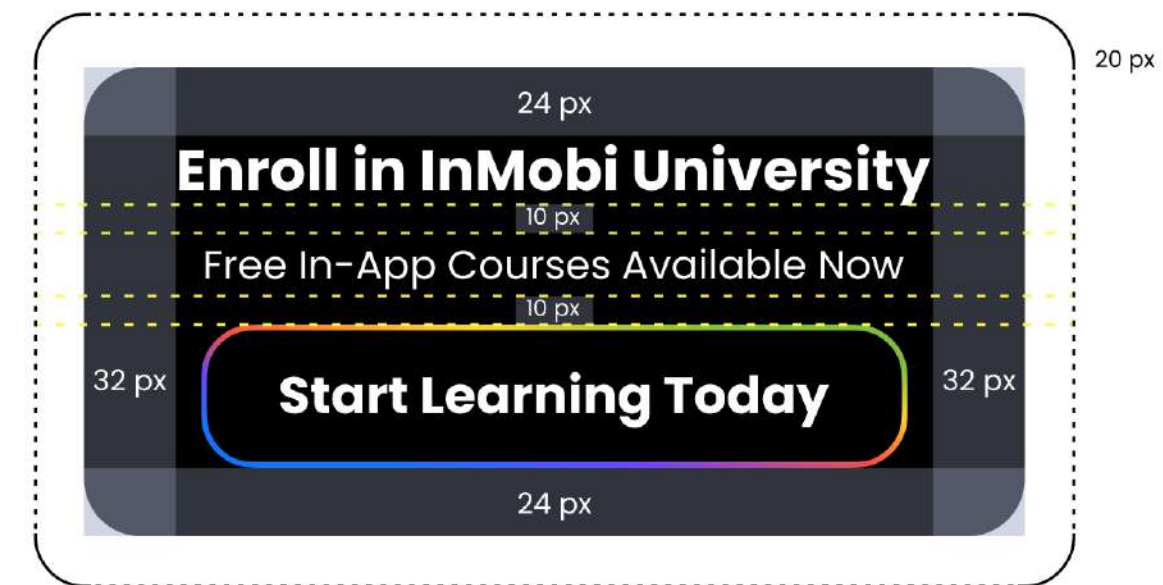 20 px
24 px
Enroll in InMobi University
10 px
Free In-App Courses Available Now
10 px
32 px
Start Learning Today
32 px
24 px